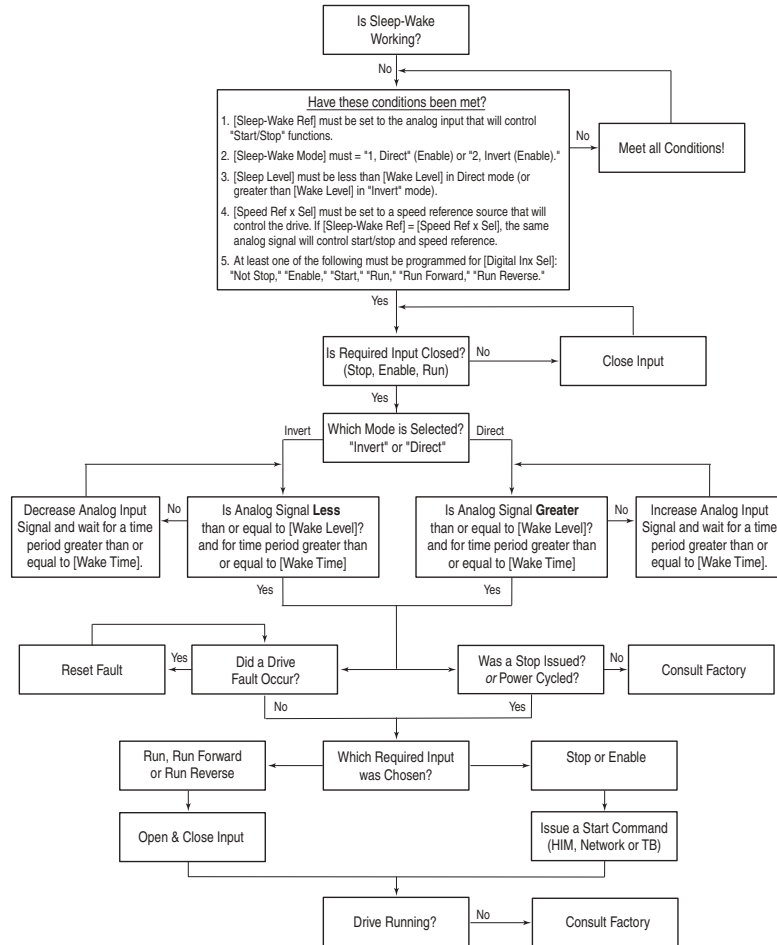 Is Sleep-Wake
Working?
No
Have these conditions been met?
1. [Sleep-Wake Ref] must be set to the analog input that will control
"Start/Stop" functions.
2. [Sleep-Wake Mode] must = "1, Direct" (Enable) or "2, Invert (Enable)."
3. [Sleep Level] must be less than [Wake Level] in Direct mode (or
greater than [Wake Level] in "Invert" mode).
4. [Speed Ref x Sel] must be set to a speed reference source that will
control the drive. If [Sleep-Wake Ref] = [Speed Ref x Sel], the same
analog signal will control start/stop and speed reference.
5. At least one of the following must be programmed for [Digital Inx Sel]:
"Not Stop," "Enable," "Start," "Run," "Run Forward," "Run Reverse."
No
Meet all Conditions!
Yes
Is Required Input Closed?
(Stop, Enable, Run)
No
Close Input
Yes
Which Mode is Selected?
"Invert" or "Direct"
Invert
Direct
Decrease Analog Input
Signal and wait for a time
period greater than or
equal to [Wake Time].
No
Is Analog Signal Less
than or equal to [Wake Level]?
and for time period greater than
or equal to [Wake Time]
Is Analog Signal Greater
than or equal to [Wake Level]?
and for time period greater than
or equal to [Wake Time]
No
Increase Analog Input
Signal and wait for a time
period greater than or
equal to [Wake Time].
Yes
Yes
Reset Fault
Yes
Did a Drive
Fault Occur?
Was a Stop Issued?
or Power Cycled?
No
Consult Factory
No
Yes
Run, Run Forward
or Run Reverse
Which Required Input
was Chosen?
Stop or Enable
Open & Close Input
Issue a Start Command
(HIM, Network or TB)
Drive Running?
No
Consult Factory